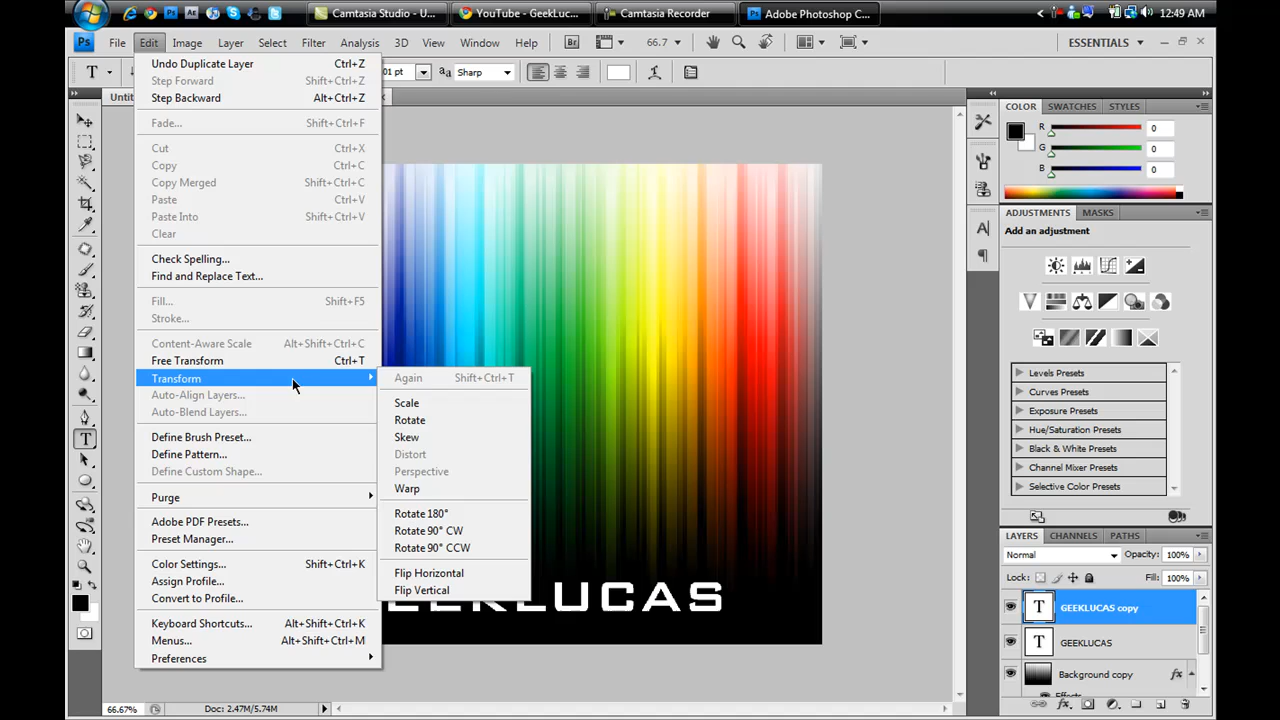 Camtasia Studio - U...
YouTube - GeekLuc...
Camtasia Recorder
Adobe Photoshop C...
12:49 AM
Ps
File Edit Image Layer Select Filter Analysis 3D View Window Help
Br
66.7
ESSENTIALS
T
01 pt
aa
Sharp
Untit
Undo Duplicate Layer Ctrl+Z
Step Forward Shift+Ctrl+Z
Step Backward Alt+Ctrl+Z
Fade... Shift+Ctrl+F
Cut Ctrl+X
Copy Ctrl+C
Copy Merged Shift+Ctrl+C
Paste Ctrl+V
Paste Into Shift+Ctrl+V
Clear
Check Spelling...
Find and Replace Text...
Fill... Shift+F5
Stroke...
Content-Aware Scale Alt+Shift+Ctrl+C
Free Transform Ctrl+T
Transform
Auto-Align Layers...
Auto-Blend Layers...
Define Brush Preset...
Define Pattern...
Define Custom Shape...
Purge
Adobe PDF Presets...
Preset Manager...
Color Settings... Shift+Ctrl+K
Assign Profile...
Convert to Profile...
Keyboard Shortcuts... Alt+Shift+Ctrl+K
Menus... Alt+Shift+Ctrl+M
Preferences
Again Shift+Ctrl+T
Scale
Rotate
Skew
Distort
Perspective
Warp
Rotate 180°
Rotate 90° CW
Rotate 90° CCW
Flip Horizontal
Flip Vertical
EEKLUCAS
COLOR SWATCHES STYLES
R 0
G 0
B 0
ADJUSTMENTS MASKS
Add an adjustment
Levels Presets
Curves Presets
Exposure Presets
Hue/Saturation Presets
Black & White Presets
Channel Mixer Presets
Selective Color Presets
LAYERS CHANNELS PATHS
Normal Opacity: 100%
Lock: Fill: 100%
T GEEKLUCAS copy
T GEEKLUCAS
Background copy fx
Effects
66.67% Doc: 2.47M/5.74M